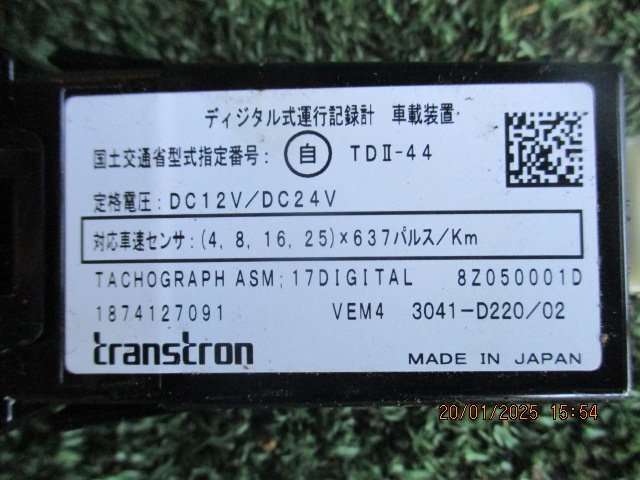 ディジタル式運行記録計 車載装置
国土交通省型式指定番号: 自 TDⅡ-44
定格電圧: DC12V/DC24V
対応車速センサ:(4, 8, 16, 25)×637パルス/Km
TACHOGRAPH ASM; 17DIGITAL 8Z050001D
1874127091 VEM4 3041-D220/02
transtron MADE IN JAPAN
20/01/2025 15:54